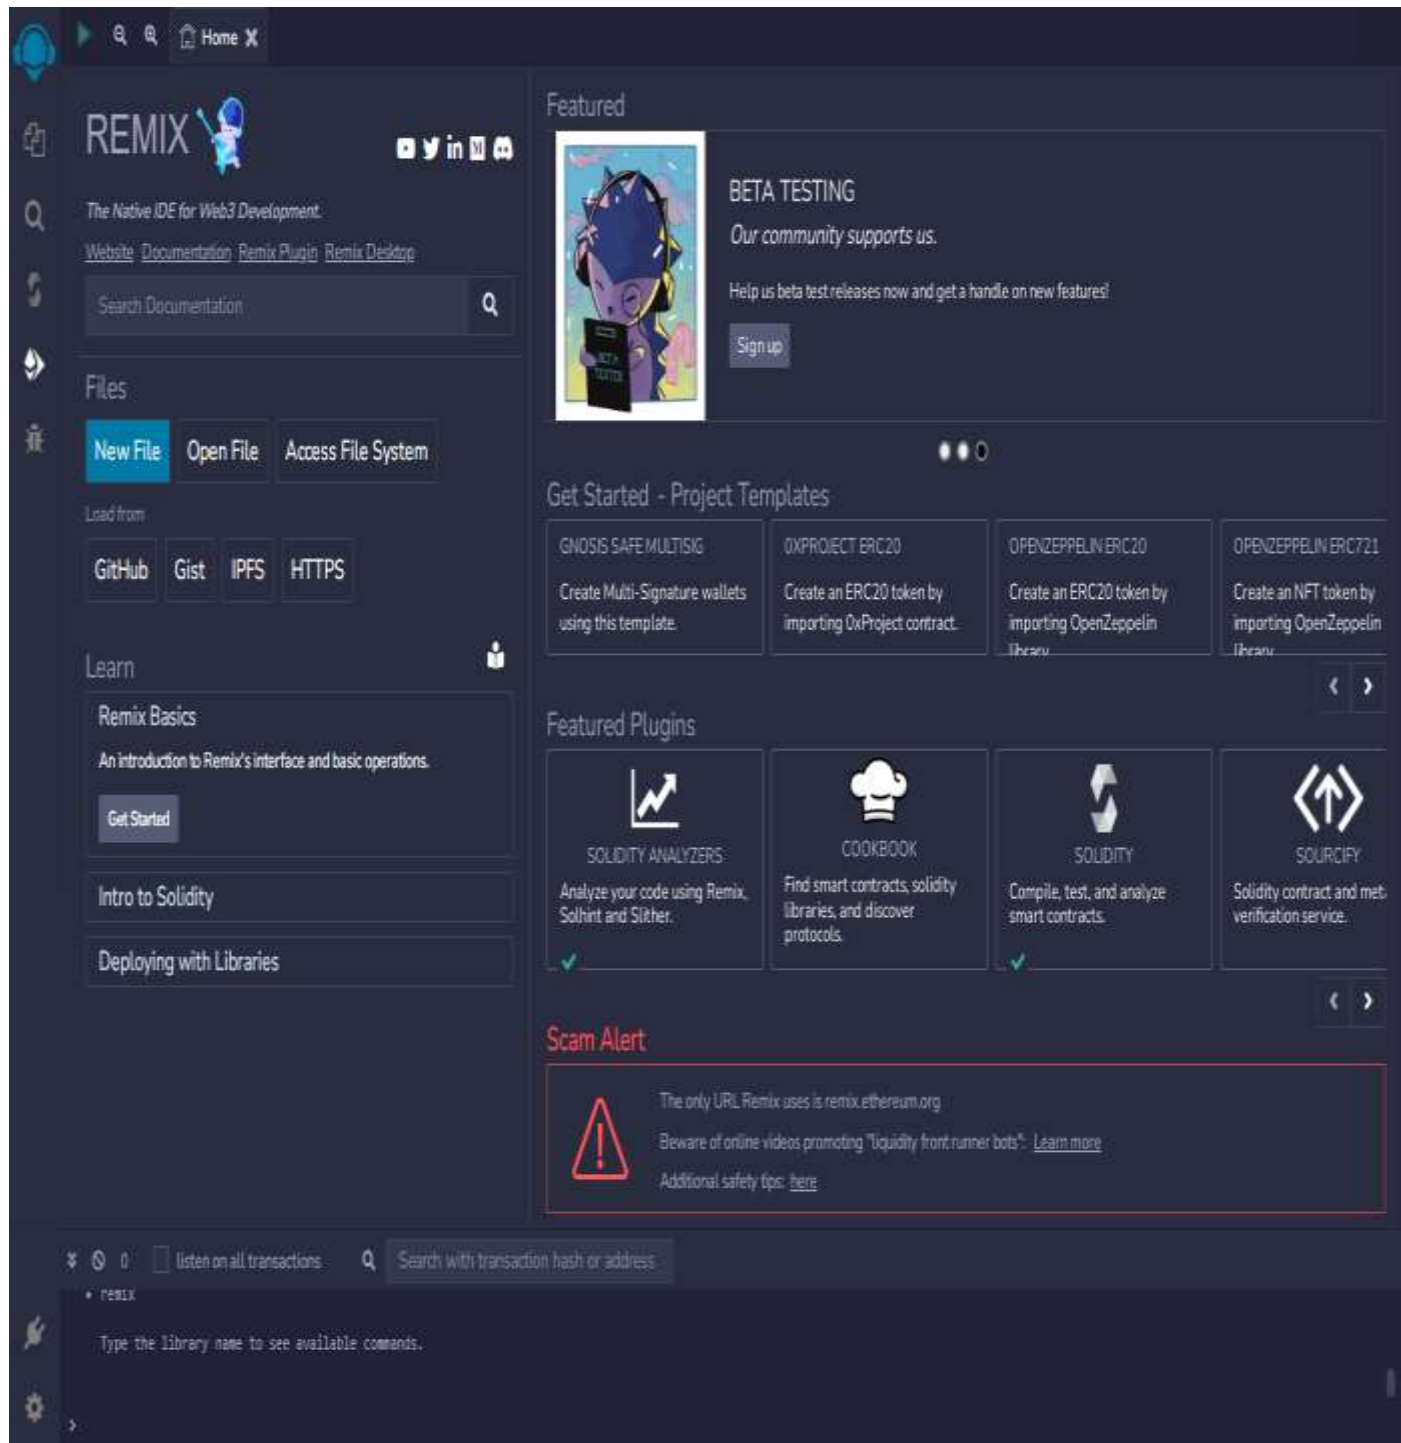 Home
REMIX
The Native IDE for Web3 Development.
Website Documentation Remix Plugin Remix Desktop
Search Documentation
Files
New File Open File Access File System
Load from
GitHub Gist IPFS HTTPS
Learn
Remix Basics
An introduction to Remix's interface and basic operations.
Get Started
Intro to Solidity
Deploying with Libraries
Featured
BETA TESTER
BETA TESTING
Our community supports us.
Help us beta test releases now and get a handle on new features!
Sign up
Get Started - Project Templates
GNOSIS SAFE MULTISIG
Create Multi-Signature wallets
using this template.
0XPROJECT ERC20
Create an ERC20 token by
importing 0xProject contract.
OPENZEPPELIN ERC20
Create an ERC20 token by
importing OpenZeppelin
library
OPENZEPPELIN ERC721
Create an NFT token by
importing OpenZeppelin
library
Featured Plugins
SOLIDITY ANALYZERS
Analyze your code using Remix,
Solhint and Slither.
COOKBOOK
Find smart contracts, solidity
libraries, and discover
protocols.
SOLIDITY
Compile, test, and analyze
smart contracts.
SOURCIFY
Solidity contract and met
verification service.
Scam Alert
The only URL Remix uses is remix.ethereum.org
Beware of online videos promoting "liquidity front runner bots": Learn more
Additional safety tips: here
0 listen on all transactions Search with transaction hash or address
• remix
Type the library name to see available commands.
>